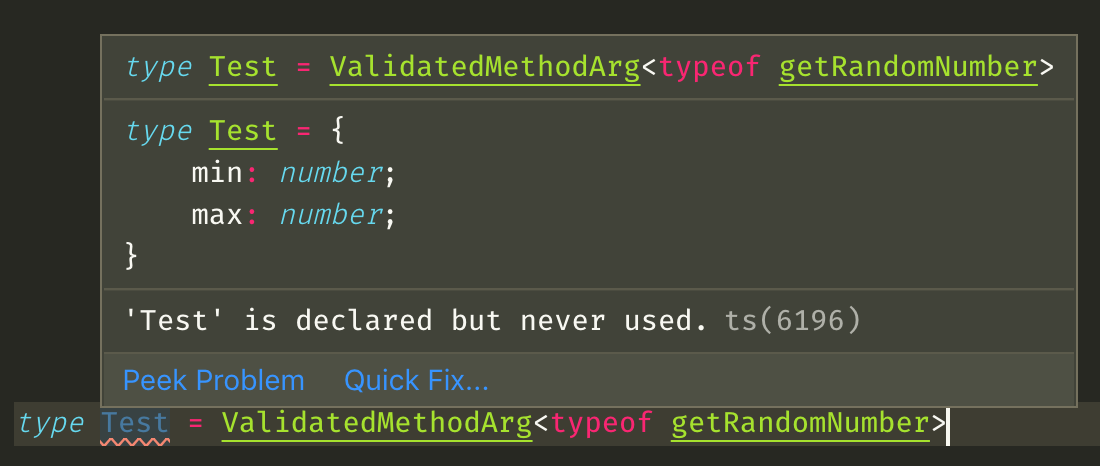 type Test = ValidatedMethodArg<typeof getRandomNumber>
type Test = {
    min: number;
    max: number;
}
'Test' is declared but never used. ts(6196)
Peek Problem Quick Fix...
type Test = ValidatedMethodArg<typeof getRandomNumber>